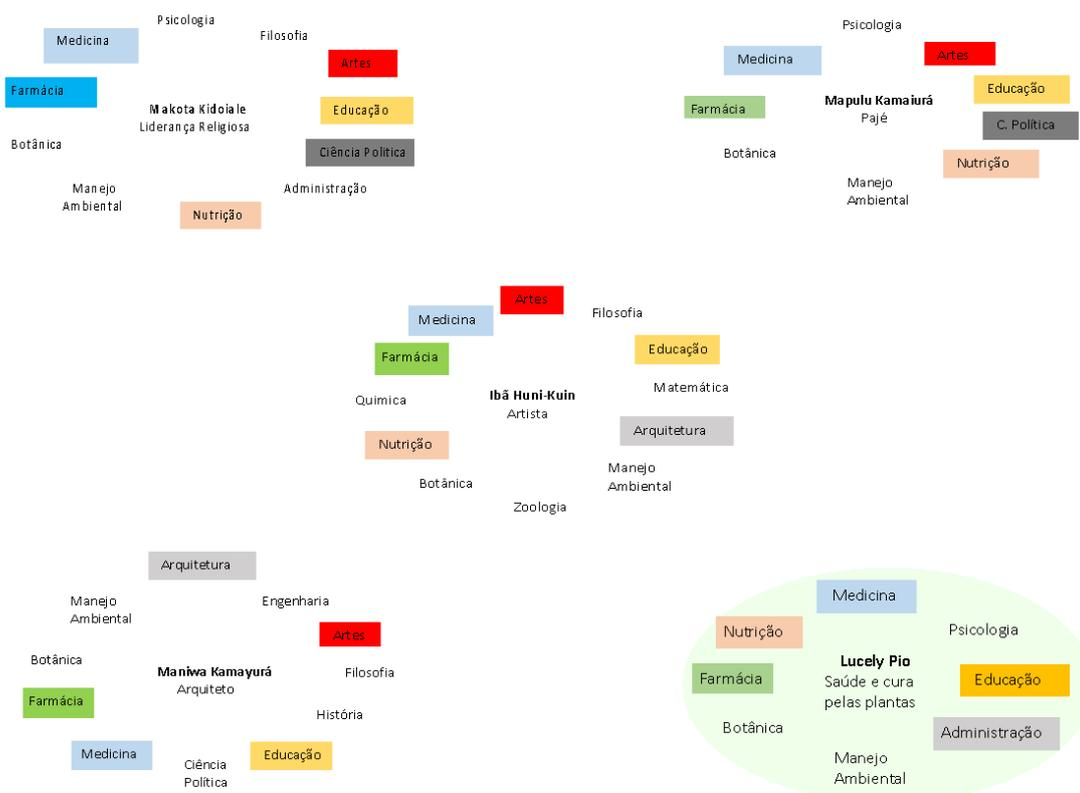 Psicologia
Filosofia
Medicina
Artes
Farmácia
Educação
Makota Kidoiale
Liderança Religiosa
Botânica
Ciência Politica
Manejo
Ambiental
Administração
Nutrição
Psicologia
Medicina
Artes
Educação
Farmácia
Mapulu Kamaiurá
Pajé
C. Política
Botânica
Nutrição
Manejo
Ambiental
Artes
Medicina
Filosofia
Farmácia
Educação
Matemática
Ibã Huni-Kuin
Artista
Quimica
Arquitetura
Nutrição
Manejo
Ambiental
Botânica
Zoologia
Arquitetura
Manejo
Ambiental
Engenharia
Artes
Botânica
Maniwa Kamayurá
Arquiteto
Filosofia
Farmácia
História
Medicina
Ciência
Política
Educação
Medicina
Nutrição
Psicologia
Lucely Pio
Saúde e cura
pelas plantas
Farmácia
Educação
Botânica
Administração
Manejo
Ambiental